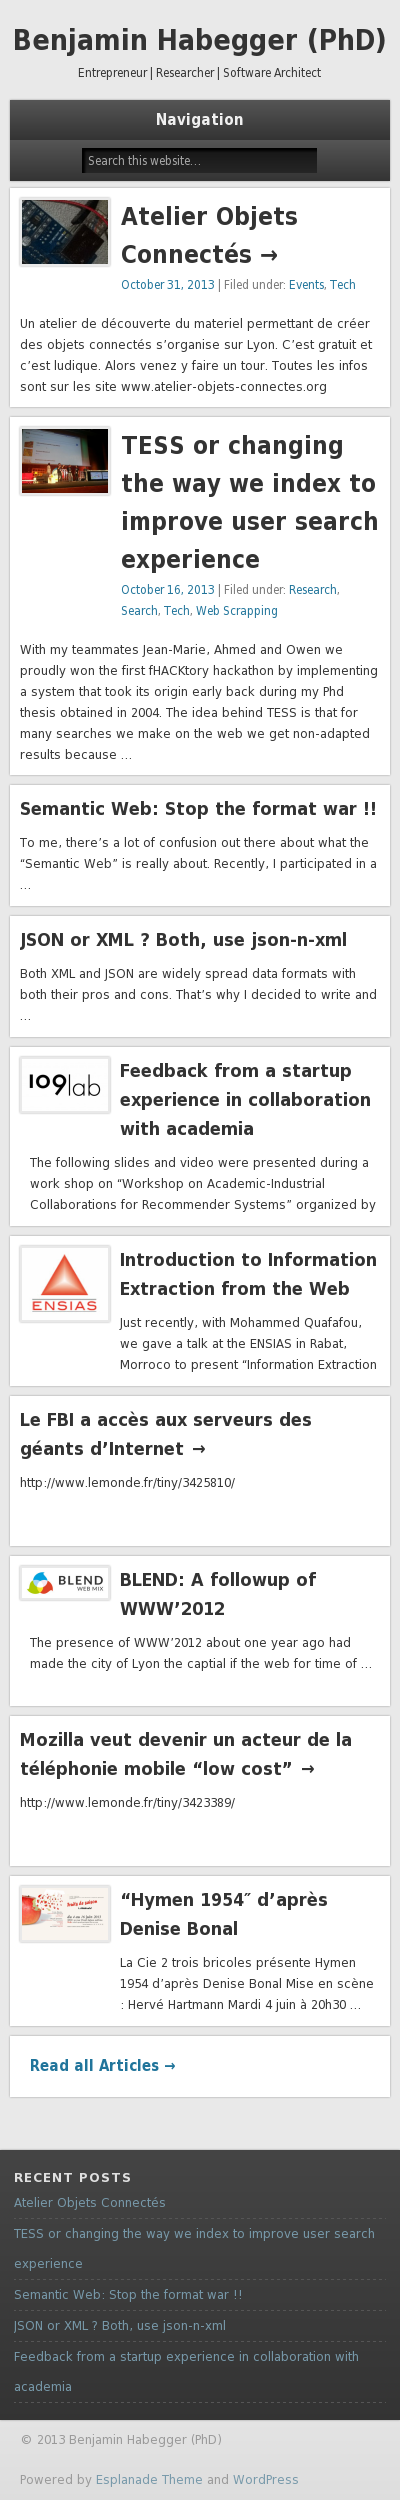 Benjamin Habegger (PhD)
Entrepreneur | Researcher | Software Architect
Navigation
Search this website…
Atelier Objets
Connectés →
October 31, 2013 | Filed under: Events, Tech
Un atelier de découverte du materiel permettant de créer
des objets connectés s’organise sur Lyon. C’est gratuit et
c’est ludique. Alors venez y faire un tour. Toutes les infos
sont sur les site www.atelier-objets-connectes.org
TESS or changing
the way we index to
improve user search
experience
October 16, 2013 | Filed under: Research,
Search, Tech, Web Scrapping
With my teammates Jean-Marie, Ahmed and Owen we
proudly won the first fHACKtory hackathon by implementing
a system that took its origin early back during my Phd
thesis obtained in 2004. The idea behind TESS is that for
many searches we make on the web we get non-adapted
results because …
Semantic Web: Stop the format war !!
To me, there’s a lot of confusion out there about what the
“Semantic Web” is really about. Recently, I participated in a
…
JSON or XML ? Both, use json-n-xml
Both XML and JSON are widely spread data formats with
both their pros and cons. That’s why I decided to write and
…
109lab
Feedback from a startup
experience in collaboration
with academia
The following slides and video were presented during a
work shop on “Workshop on Academic-Industrial
Collaborations for Recommender Systems” organized by
ENSIAS
Introduction to Information
Extraction from the Web
Just recently, with Mohammed Quafafou,
we gave a talk at the ENSIAS in Rabat,
Morroco to present “Information Extraction
Le FBI a accès aux serveurs des
géants d’Internet →
http://www.lemonde.fr/tiny/3425810/
BLEND
WEB MIX
BLEND: A followup of
WWW’2012
The presence of WWW’2012 about one year ago had
made the city of Lyon the captial if the web for time of …
Mozilla veut devenir un acteur de la
téléphonie mobile “low cost” →
http://www.lemonde.fr/tiny/3423389/
“Hymen 1954″ d’après
Denise Bonal
La Cie 2 trois bricoles présente Hymen
1954 d’après Denise Bonal Mise en scène
: Hervé Hartmann Mardi 4 juin à 20h30 …
Read all Articles →
RECENT POSTS
Atelier Objets Connectés
TESS or changing the way we index to improve user search
experience
Semantic Web: Stop the format war !!
JSON or XML ? Both, use json-n-xml
Feedback from a startup experience in collaboration with
academia
© 2013 Benjamin Habegger (PhD)
Powered by Esplanade Theme and WordPress